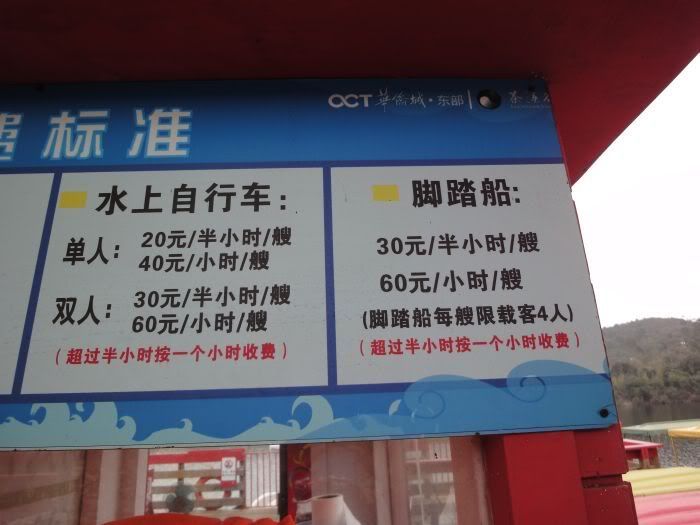 OCT 華僑城·东部
费标准
水上自行车：
单人：
20元/半小时/艘
40元/小时/艘
双人：
30元/半小时/艘
60元/小时/艘
（超过半小时按一个小时收费）
脚踏船：
30元/半小时/艘
60元/小时/艘
（脚踏船每艘限载客4人）
（超过半小时按一个小时收费）